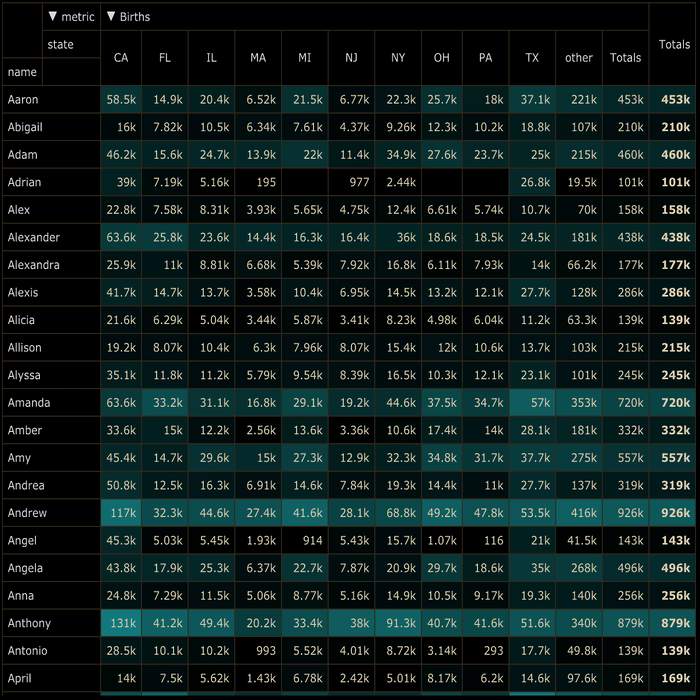 ▼ metric ▼ Births
state CA FL IL MA MI NJ NY OH PA TX other Totals Totals
name
Aaron 58.5k 14.9k 20.4k 6.52k 21.5k 6.77k 22.3k 25.7k 18k 37.1k 221k 453k 453k
Abigail 16k 7.82k 10.5k 6.34k 7.61k 4.37k 9.26k 12.3k 10.2k 18.8k 107k 210k 210k
Adam 46.2k 15.6k 24.7k 13.9k 22k 11.4k 34.9k 27.6k 23.7k 25k 215k 460k 460k
Adrian 39k 7.19k 5.16k 195 977 2.44k 26.8k 19.5k 101k 101k
Alex 22.8k 7.58k 8.31k 3.93k 5.65k 4.75k 12.4k 6.61k 5.74k 10.7k 70k 158k 158k
Alexander 63.6k 25.8k 23.6k 14.4k 16.3k 16.4k 36k 18.6k 18.5k 24.5k 181k 438k 438k
Alexandra 25.9k 11k 8.81k 6.68k 5.39k 7.92k 16.8k 6.11k 7.93k 14k 66.2k 177k 177k
Alexis 41.7k 14.7k 13.7k 3.58k 10.4k 6.95k 14.5k 13.2k 12.1k 27.7k 128k 286k 286k
Alicia 21.6k 6.29k 5.04k 3.44k 5.87k 3.41k 8.23k 4.98k 6.04k 11.2k 63.3k 139k 139k
Allison 19.2k 8.07k 10.4k 6.3k 7.96k 8.07k 15.4k 12k 10.6k 13.7k 103k 215k 215k
Alyssa 35.1k 11.8k 11.2k 5.79k 9.54k 8.39k 16.5k 10.3k 12.1k 23.1k 101k 245k 245k
Amanda 63.6k 33.2k 31.1k 16.8k 29.1k 19.2k 44.6k 37.5k 34.7k 57k 353k 720k 720k
Amber 33.6k 15k 12.2k 2.56k 13.6k 3.36k 10.6k 17.4k 14k 28.1k 181k 332k 332k
Amy 45.4k 14.7k 29.6k 15k 27.3k 12.9k 32.3k 34.8k 31.7k 37.7k 275k 557k 557k
Andrea 50.8k 12.5k 16.3k 6.91k 14.6k 7.84k 19.3k 14.4k 11k 27.7k 137k 319k 319k
Andrew 117k 32.3k 44.6k 27.4k 41.6k 28.1k 68.8k 49.2k 47.8k 53.5k 416k 926k 926k
Angel 45.3k 5.03k 5.45k 1.93k 914 5.43k 15.7k 1.07k 116 21k 41.5k 143k 143k
Angela 43.8k 17.9k 25.3k 6.37k 22.7k 7.87k 20.9k 29.7k 18.6k 35k 268k 496k 496k
Anna 24.8k 7.29k 11.5k 5.06k 8.77k 5.16k 14.9k 10.5k 9.17k 19.3k 140k 256k 256k
Anthony 131k 41.2k 49.4k 20.2k 33.4k 38k 91.3k 40.7k 41.6k 51.6k 340k 879k 879k
Antonio 28.5k 10.1k 10.2k 993 5.52k 4.01k 8.72k 3.14k 293 17.7k 49.8k 139k 139k
April 14k 7.5k 5.62k 1.43k 6.78k 2.42k 5.01k 8.17k 6.2k 14.6k 97.6k 169k 169k